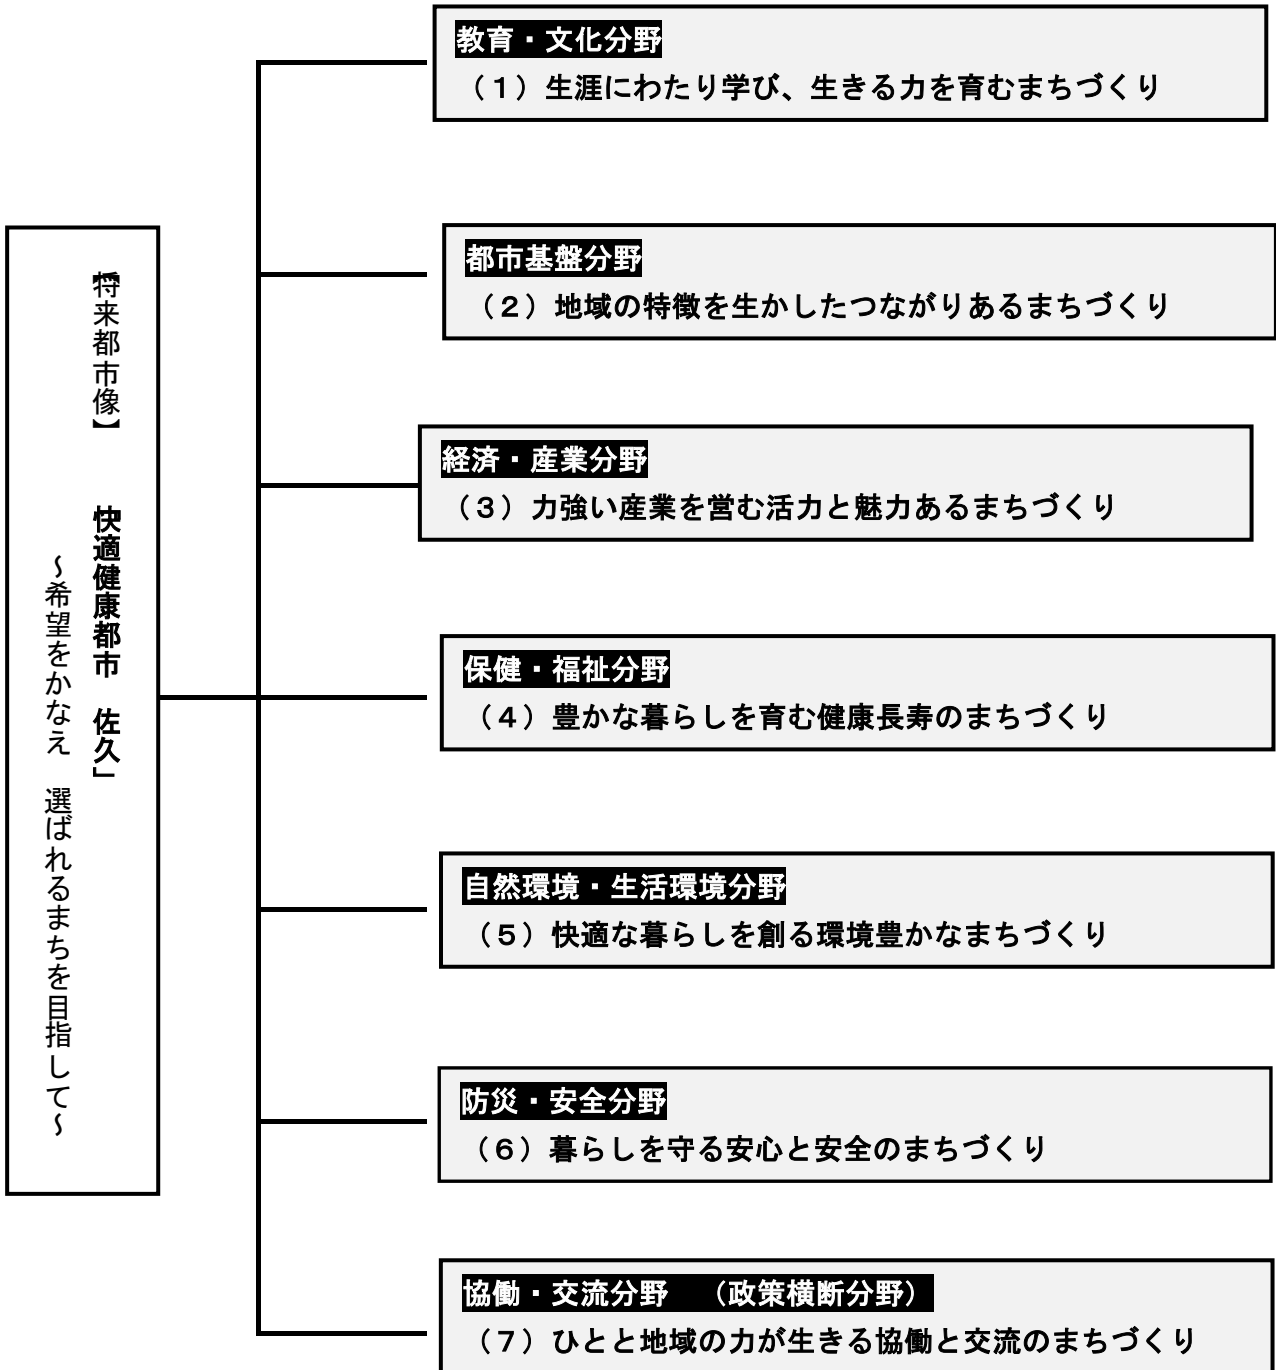 【将来都市像】　「快適健康都市　佐久」
～希望をかなえ　選ばれるまちを目指して～
教育・文化分野
（１）生涯にわたり学び、生きる力を育むまちづくり
都市基盤分野
（２）地域の特徴を生かしたつながりあるまちづくり
経済・産業分野
（３）力強い産業を営む活力と魅力あるまちづくり
保健・福祉分野
（４）豊かな暮らしを育む健康長寿のまちづくり
自然環境・生活環境分野
（５）快適な暮らしを創る環境豊かなまちづくり
防災・安全分野
（６）暮らしを守る安心と安全のまちづくり
協働・交流分野　（政策横断分野）
（７）ひとと地域の力が生きる協働と交流のまちづくり